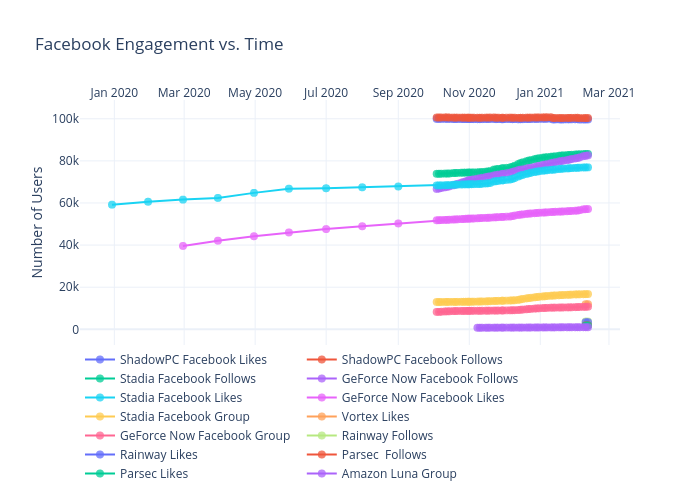 Facebook Engagement vs. Time
Jan 2020 Mar 2020 May 2020 Jul 2020 Sep 2020 Nov 2020 Jan 2021 Mar 2021
100k
80k
60k
40k
20k
0
Number of Users
ShadowPC Facebook Likes ShadowPC Facebook Follows
Stadia Facebook Follows GeForce Now Facebook Follows
Stadia Facebook Likes GeForce Now Facebook Likes
Stadia Facebook Group Vortex Likes
GeForce Now Facebook Group Rainway Follows
Rainway Likes Parsec  Follows
Parsec Likes Amazon Luna Group